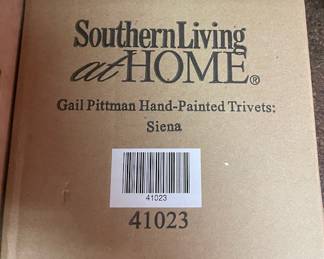 Southern Living
at HOME®
Gail Pittman Hand-Painted Trivets:
Siena
41023
41023